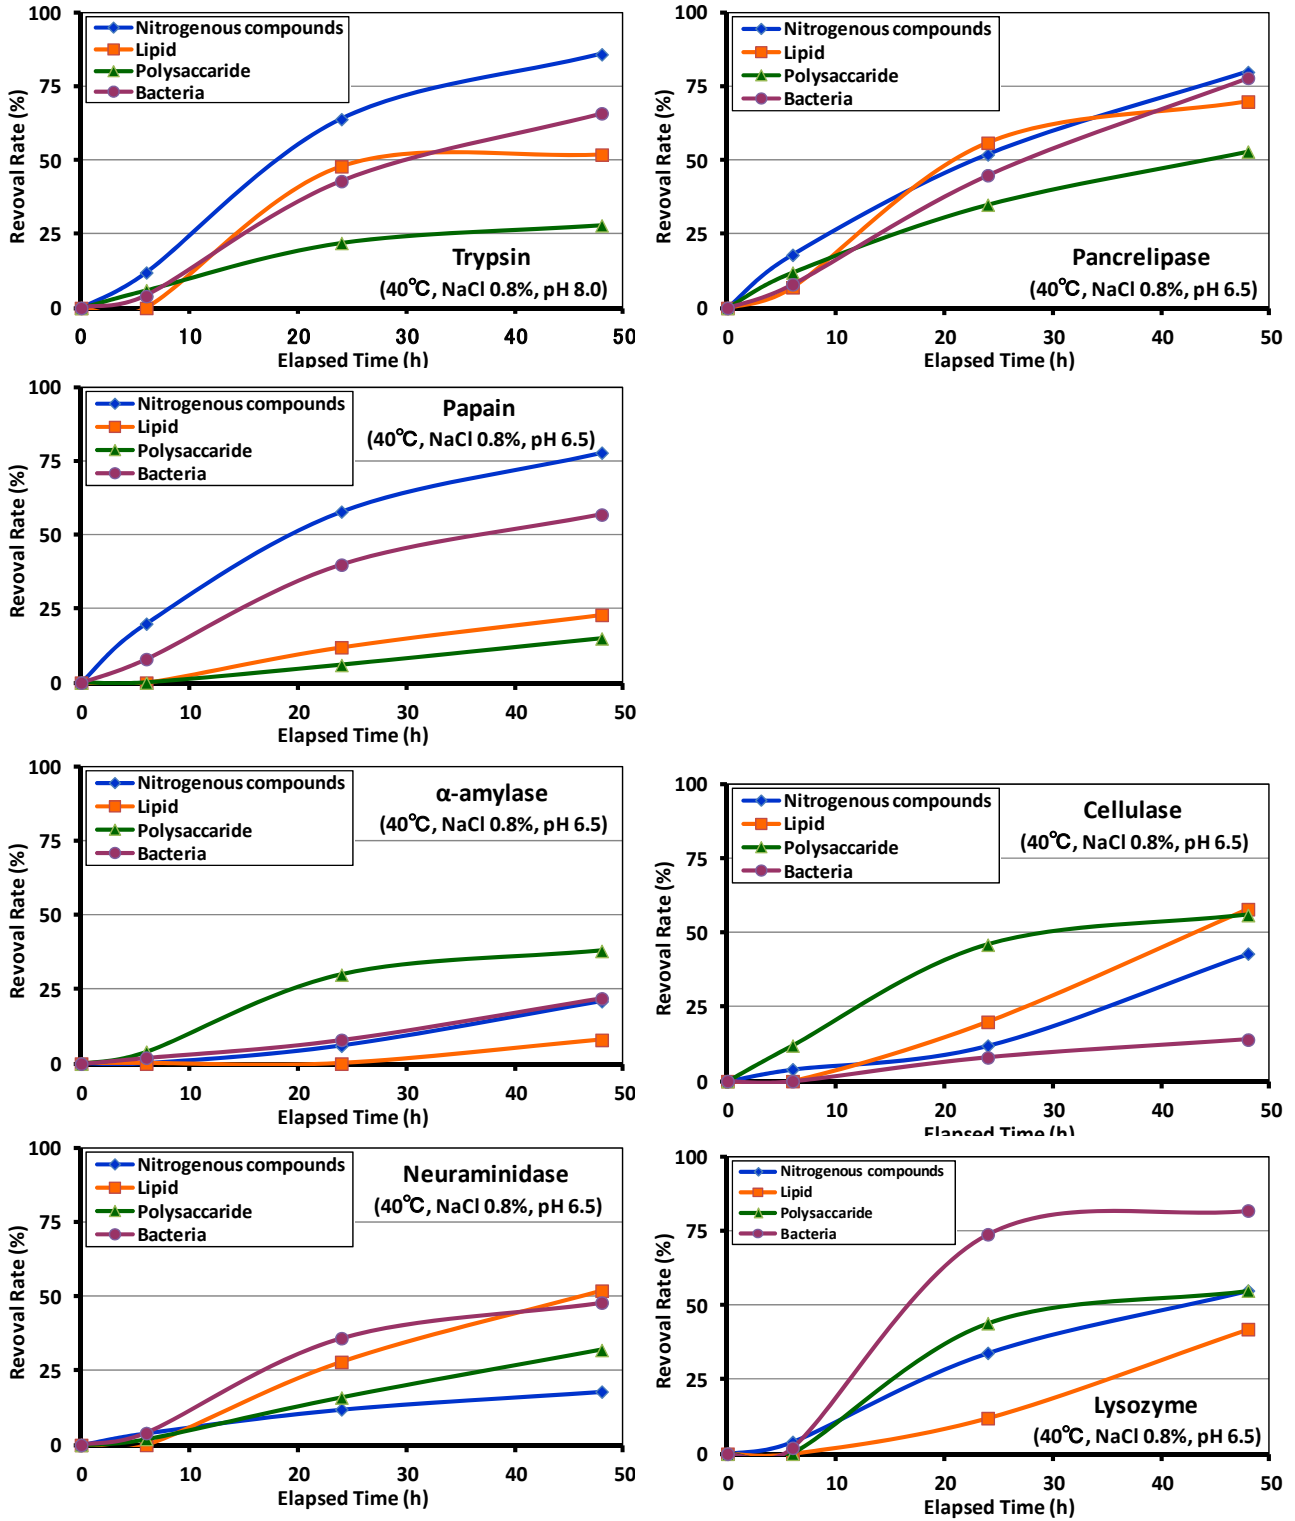 100
75
50
25
0
Revoval Rate (%)
Nitrogenous compounds
Lipid
Polysaccaride
Bacteria
Trypsin
(40℃, NaCl 0.8%, pH 8.0)
0 10 20 30 40 50
Elapsed Time (h)
100
75
50
25
0
Revoval Rate (%)
Nitrogenous compounds
Lipid
Polysaccaride
Bacteria
Pancrelipase
(40℃, NaCl 0.8%, pH 6.5)
0 10 20 30 40 50
Elapsed Time (h)
100
75
50
25
0
Revoval Rate (%)
Nitrogenous compounds
Lipid
Polysaccaride
Bacteria
Papain
(40℃, NaCl 0.8%, pH 6.5)
0 10 20 30 40 50
Elapsed Time (h)
100
75
50
25
0
Revoval Rate (%)
Nitrogenous compounds
Lipid
Polysaccaride
Bacteria
α-amylase
(40℃, NaCl 0.8%, pH 6.5)
0 10 20 30 40 50
Elapsed Time (h)
100
75
50
25
0
Revoval Rate (%)
Nitrogenous compounds
Lipid
Polysaccaride
Bacteria
Cellulase
(40℃, NaCl 0.8%, pH 6.5)
0 10 20 30 40 50
Elapsed Time (h)
100
75
50
25
0
Revoval Rate (%)
Nitrogenous compounds
Lipid
Polysaccaride
Bacteria
Neuraminidase
(40℃, NaCl 0.8%, pH 6.5)
0 10 20 30 40 50
Elapsed Time (h)
100
75
50
25
0
Revoval Rate (%)
Nitrogenous compounds
Lipid
Polysaccaride
Bacteria
Lysozyme
(40℃, NaCl 0.8%, pH 6.5)
0 10 20 30 40 50
Elapsed Time (h)